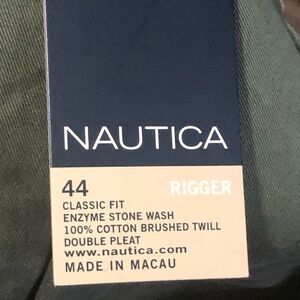 NAUTICA
44 RIGGER
CLASSIC FIT
ENZYME STONE WASH
100% COTTON BRUSHED TWILL
DOUBLE PLEAT
www.nautica.com
MADE IN MACAU